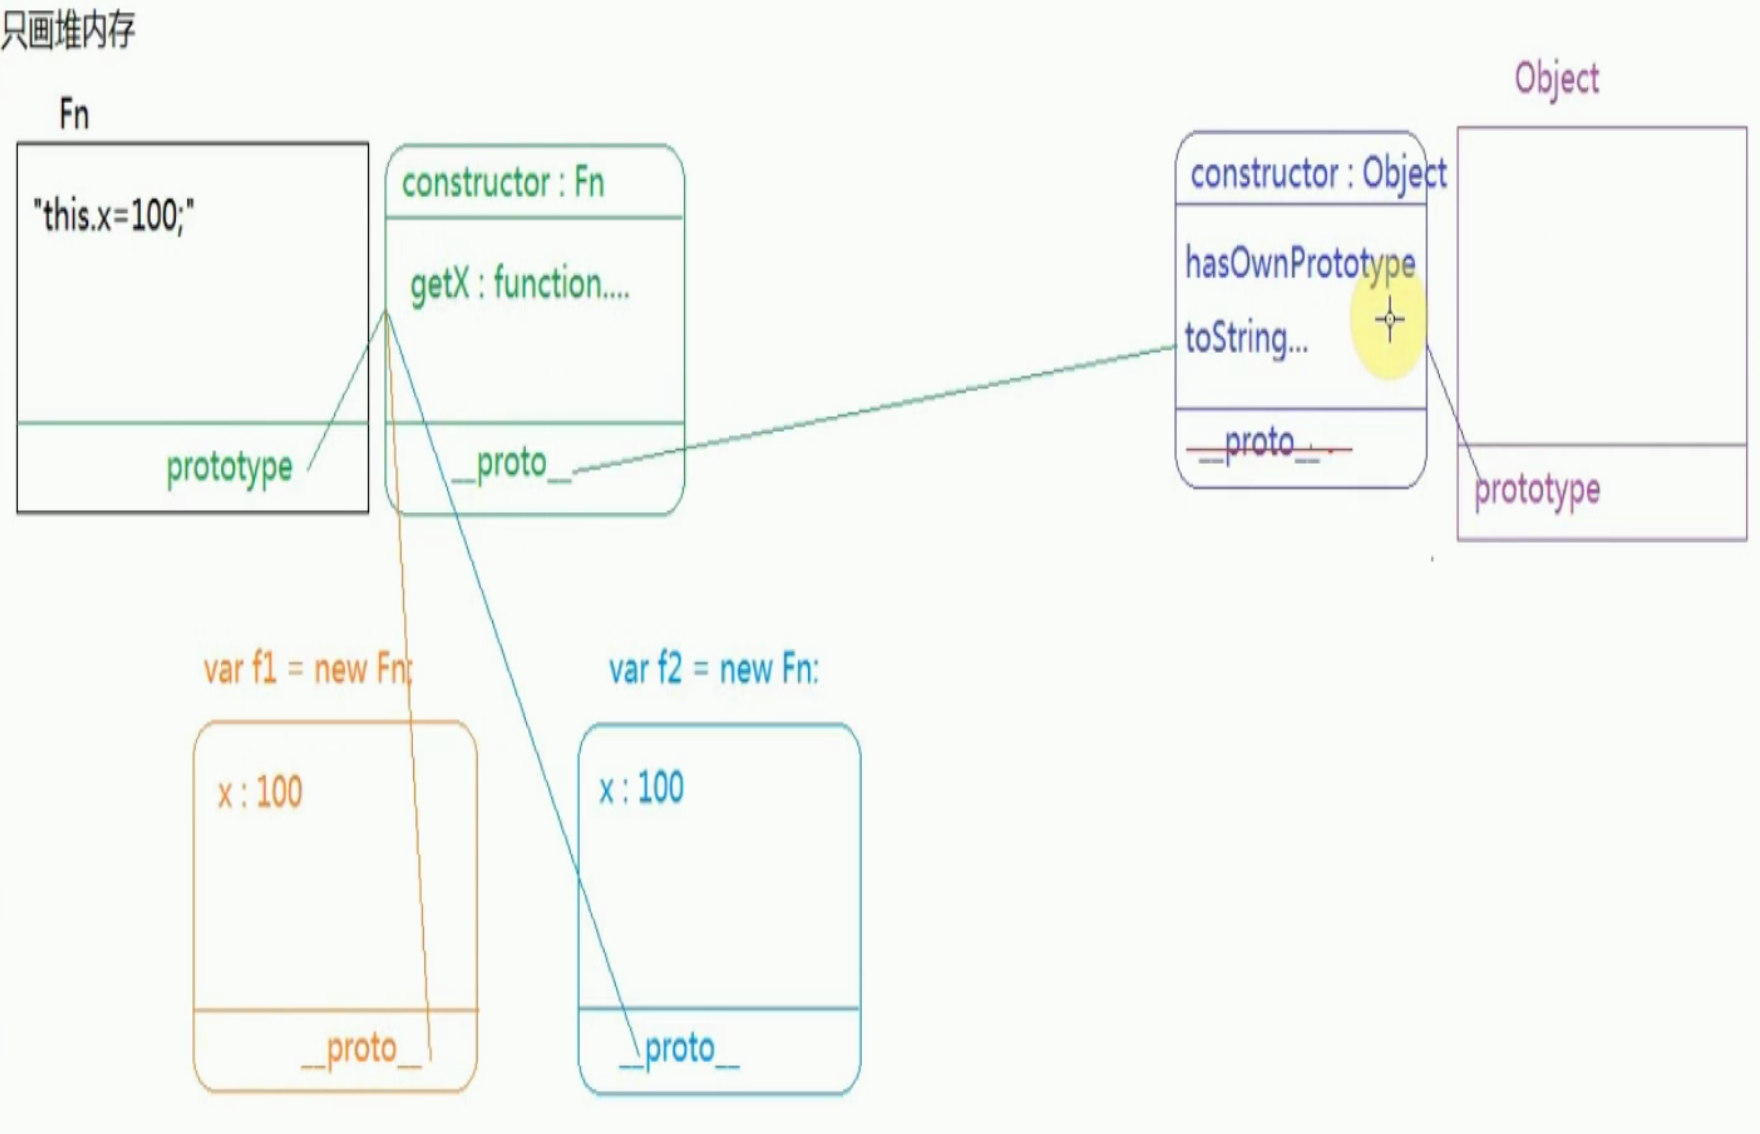 只画堆内存
Fn
"this.x=100;"
prototype
constructor : Fn
getX : function....
__proto__
Object
constructor : Object
hasOwnPrototype
toString...
__proto__
prototype
var f1 = new Fn;
x : 100
__proto__
var f2 = new Fn:
x : 100
__proto__